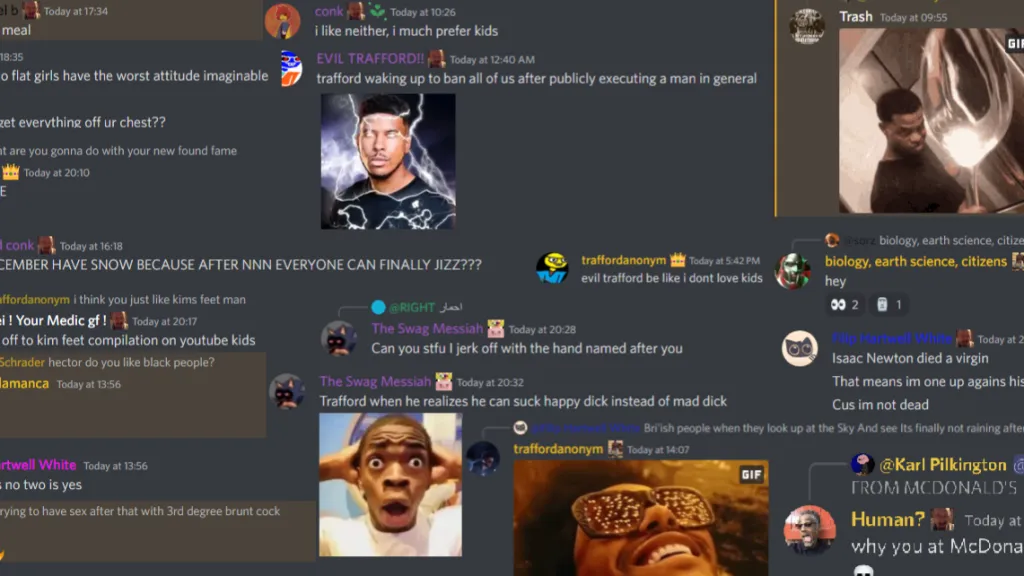 el b Today at 17:34
meal
18:35
o flat girls have the worst attitude imaginable
get everything off ur chest??
at are you gonna do with your new found fame
Today at 20:10
E
d conk Today at 16:18
CEMBER HAVE SNOW BECAUSE AFTER NNN EVERYONE CAN FINALLY JIZZ???
affordanonym i think you just like kims feet man
ei ! Your Medic gf ! Today at 20:17
off to kim feet compilation on youtube kids
Schrader hector do you like black people?
lamanca Today at 13:56
rtwell White Today at 13:56
s no two is yes
rying to have sex after that with 3rd degree brunt cock
conk Today at 10:26
i like neither, i much prefer kids
EVIL TRAFFORD!! Today at 12:40 AM
trafford waking up to ban all of us after publicly executing a man in general
traffordanonym Today at 5:42 PM
evil trafford be like i dont love kids
@RIGHT احصار
The Swag Messiah Today at 20:28
Can you stfu I jerk off with the hand named after you
The Swag Messiah Today at 20:32
Trafford when he realizes he can suck happy dick instead of mad dick
Bri'ish people when they look up at the Sky And see Its finally not raining after
traffordanonym Today at 14:07
GIF
Trash Today at 09:55
GIF
biology, earth science, citize
biology, earth science, citizens
hey
2 1
Filip Hartwell White Today at 2
Isaac Newton died a virgin
That means im one up agains his
Cus im not dead
@Karl Pilkington
FROM MCDONALD'S
Human? Today at
why you at McDona